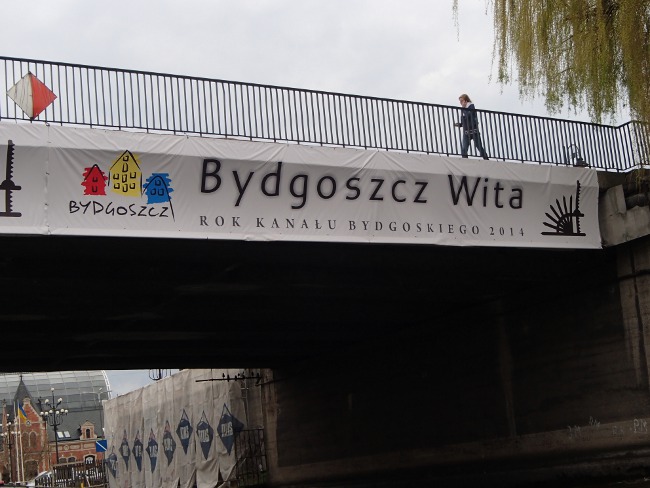 BYDGOSZCZ
Bydgoszcz Wita
ROK KANAŁU BYDGOSKIEGO 2014